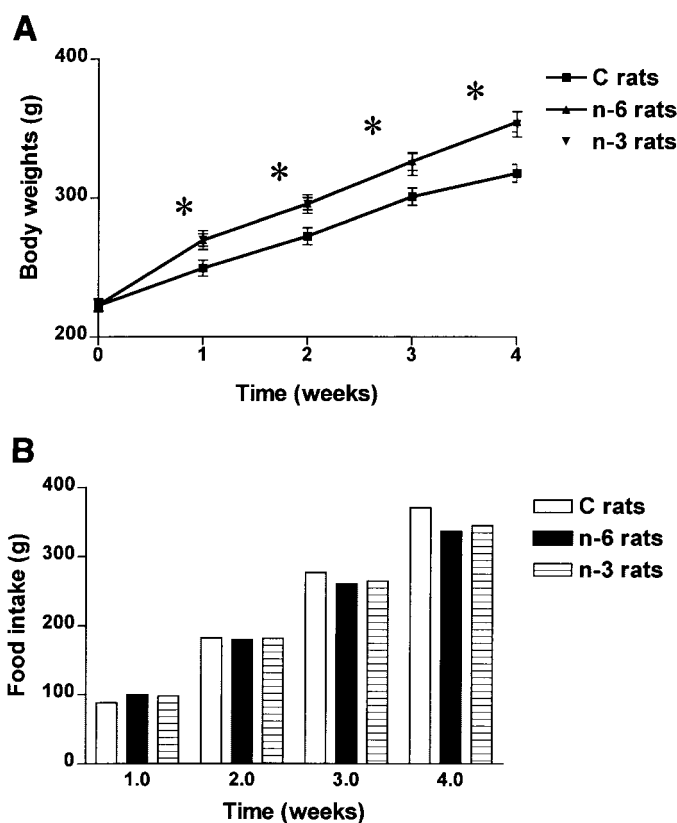 A
400
300
200
Body weights (g)
*
*
*
*
0 1 2 3 4
Time (weeks)
C rats
n-6 rats
n-3 rats
B
400
300
200
100
0
Food intake (g)
1.0 2.0 3.0 4.0
Time (weeks)
C rats
n-6 rats
n-3 rats